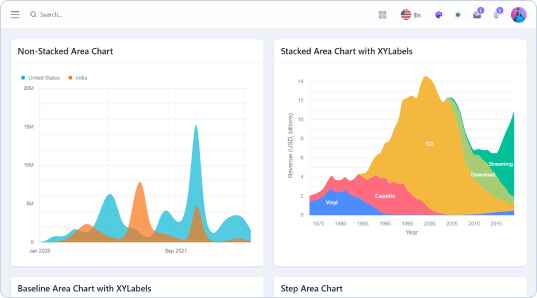 Search...
En
5
5
Non-Stacked Area Chart
United States
India
20M
15M
10M
5M
0
Jan 2020
Sep 2021
Stacked Area Chart with XYLabels
Revenue (USD, billions)
14
12
10
8
6
4
2
0
CD
Streaming
Download
Cassette
Vinyl
1975
1980
1985
1990
1995
2000
2005
2010
2015
Year
Baseline Area Chart with XYLabels
Step Area Chart